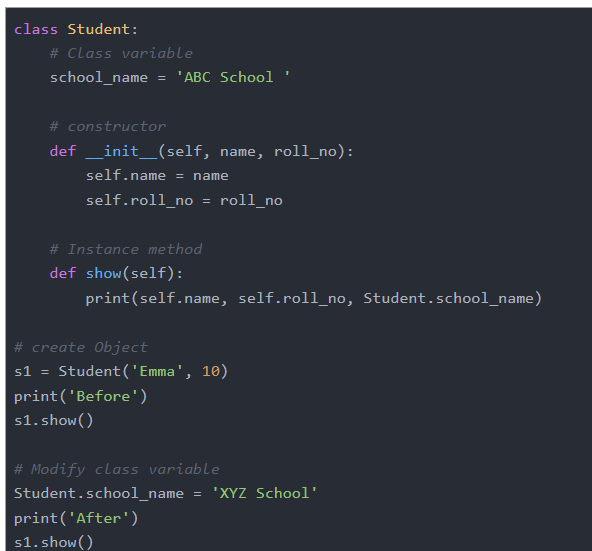 class Student:
    # Class variable
    school_name = 'ABC School '

    # constructor
    def __init__(self, name, roll_no):
        self.name = name
        self.roll_no = roll_no

    # Instance method
    def show(self):
        print(self.name, self.roll_no, Student.school_name)

# create Object
s1 = Student('Emma', 10)
print('Before')
s1.show()

# Modify class variable
Student.school_name = 'XYZ School'
print('After')
s1.show()